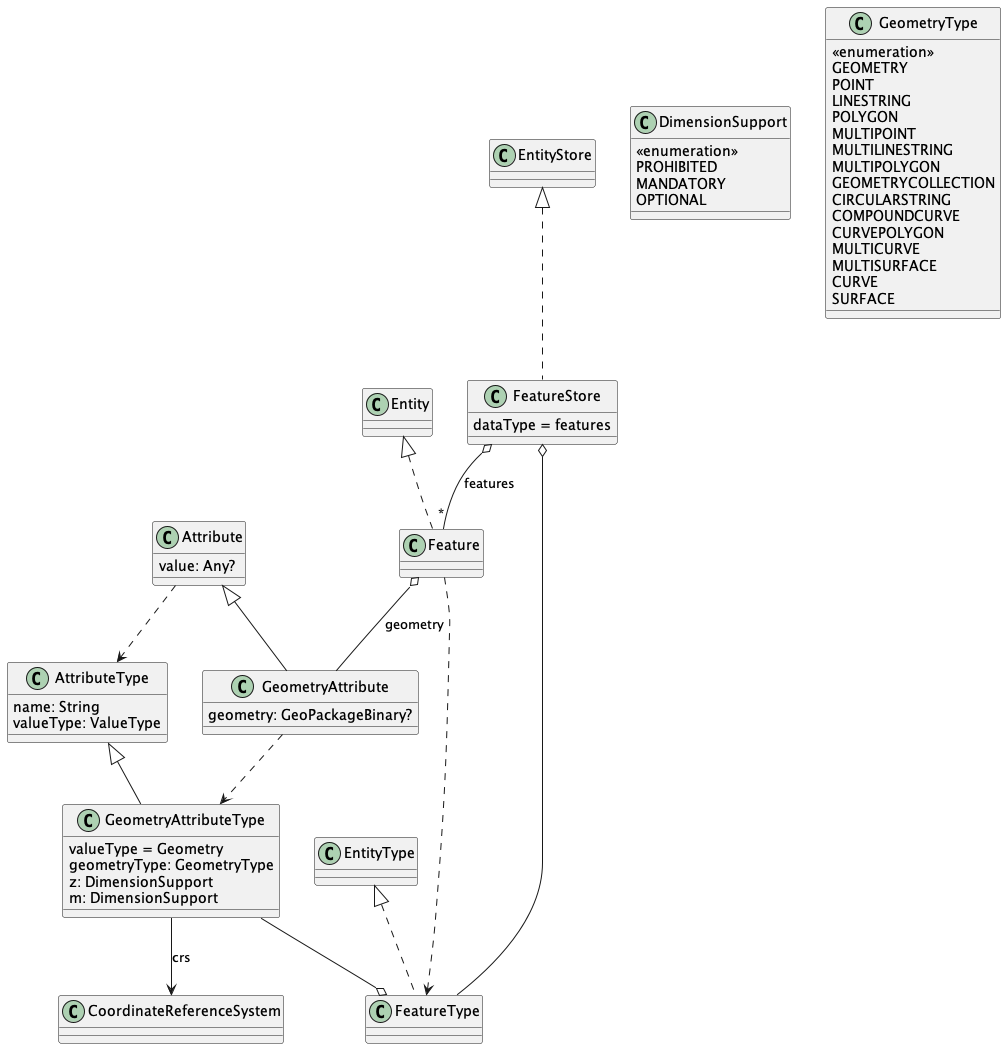 C GeometryType
«enumeration»
GEOMETRY
POINT
LINESTRING
POLYGON
MULTIPOINT
MULTILINESTRING
MULTIPOLYGON
GEOMETRYCOLLECTION
CIRCULARSTRING
COMPOUNDCURVE
CURVEPOLYGON
MULTICURVE
MULTISURFACE
CURVE
SURFACE
C DimensionSupport
«enumeration»
PROHIBITED
MANDATORY
OPTIONAL
C EntityStore
C FeatureStore
dataType = features
C Entity
features
*
C Feature
C Attribute
value: Any?
geometry
C AttributeType
name: String
valueType: ValueType
C GeometryAttribute
geometry: GeoPackageBinary?
C GeometryAttributeType
valueType = Geometry
geometryType: GeometryType
z: DimensionSupport
m: DimensionSupport
C EntityType
crs
C CoordinateReferenceSystem
C FeatureType